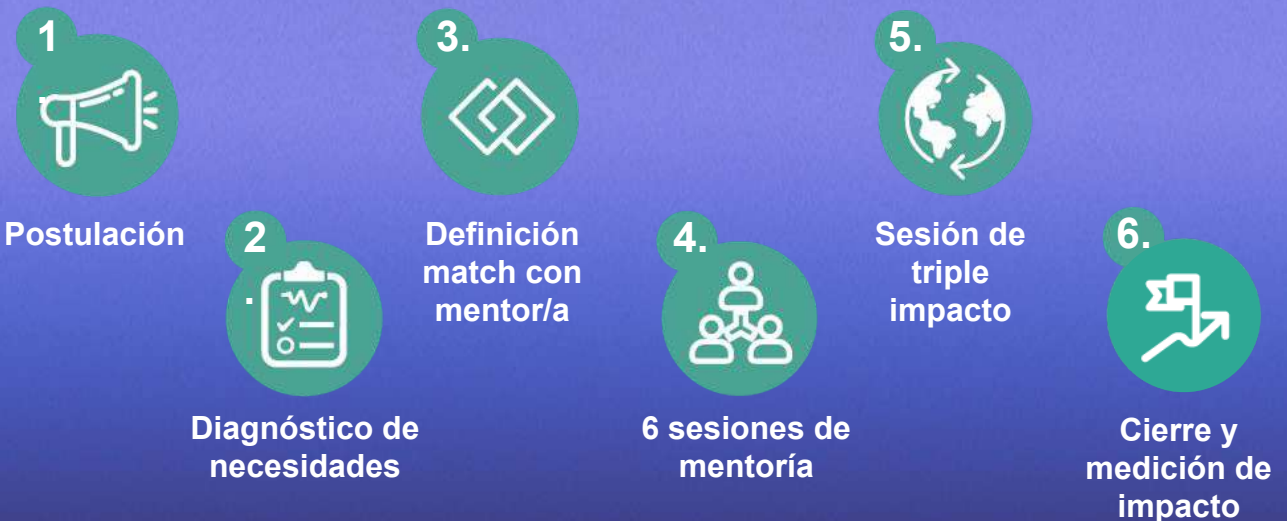 1
.
Postulación
2
.
Diagnóstico de
necesidades
3.
Definición
match con
mentor/a
4.
6 sesiones de
mentoría
5.
Sesión de
triple
impacto
6.
Cierre y
medición de
impacto